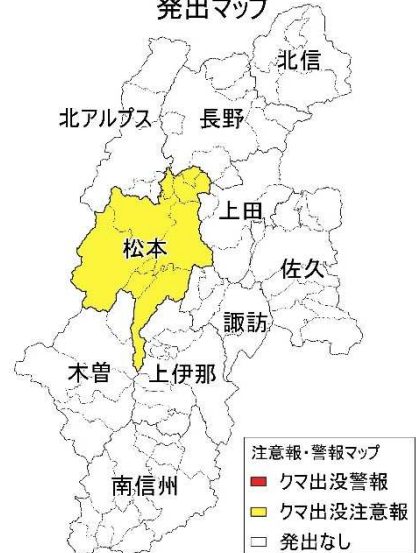 発出マップ
北信
北アルプス
長野
上田
松本
佐久
諏訪
木曽
上伊那
南信州
注意報・警報マップ
クマ出没警報
クマ出没注意報
発出なし